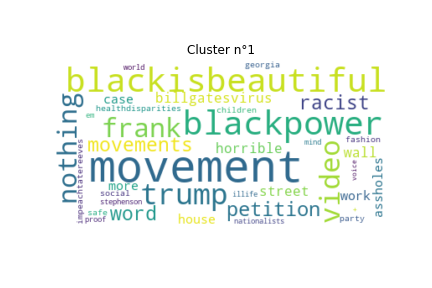 Cluster n°1
world georgia
blackisbeautiful
nothing case billgatesvirus racist
healthdisparities children
em frank blackpower
movements horrible mind fashion
impeachtatereeves movement video wall voice
more trump street assholes
social illife work
stephenson word petition
safe house party
proof nationalists